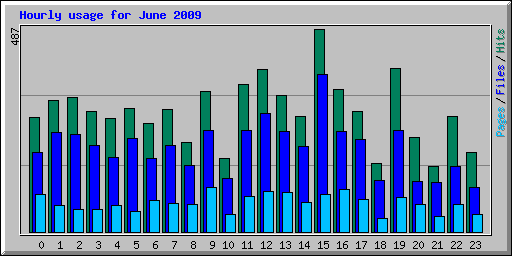 Hourly usage for June 2009
487
Pages / Files / Hits
0 1 2 3 4 5 6 7 8 9 10 11 12 13 14 15 16 17 18 19 20 21 22 23